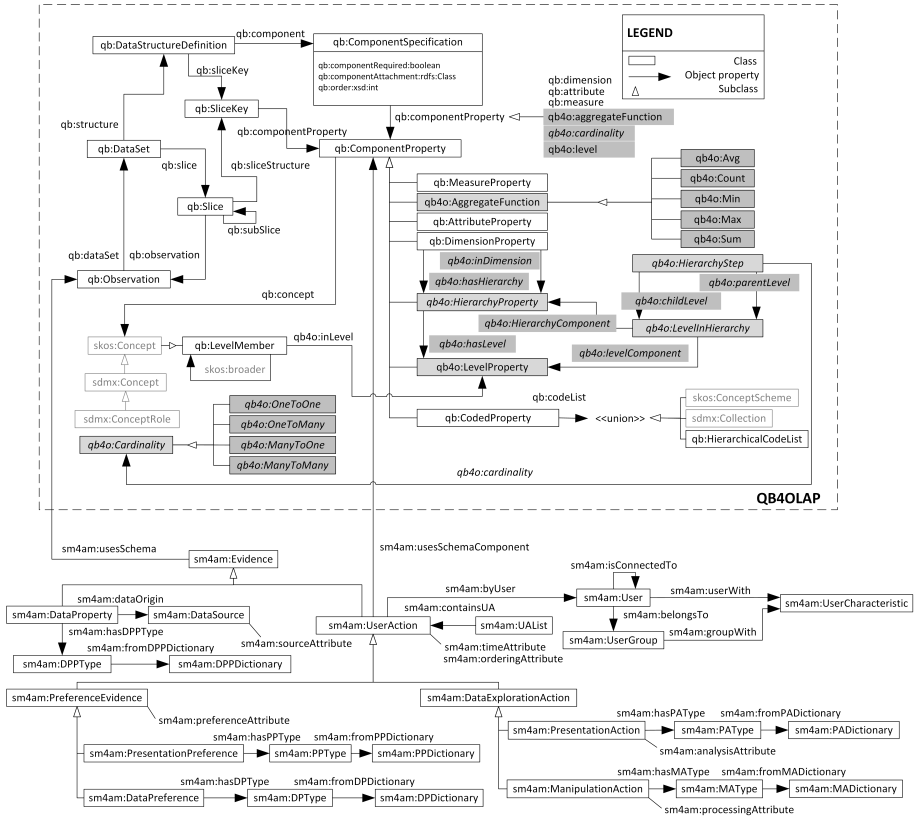 qb:component
LEGEND
Class
Object property
Subclass
qb:DataStructureDefinition
qb:ComponentSpecification
qb:componentRequired:boolean
qb:componentAttachment:rdfs:Class
qb:order:xsd:int
qb:sliceKey
qb:SliceKey
qb:dimension
qb:attribute
qb:measure
qb4o:aggregateFunction
qb4o:cardinality
qb4o:level
qb:componentProperty
qb:structure
qb:componentProperty
qb:DataSet
qb:ComponentProperty
qb:slice
qb:sliceStructure
qb:Slice
qb:subSlice
qb:MeasureProperty
qb4o:AggregateFunction
qb:AttributeProperty
qb:DimensionProperty
qb4o:Avg
qb4o:Count
qb4o:Min
qb4o:Max
qb4o:Sum
qb:dataSet
qb:observation
qb:Observation
qb4o:inDimension
qb4o:hasHierarchy
qb4o:HierarchyStep
qb4o:parentLevel
qb4o:childLevel
qb:concept
qb4o:HierarchyProperty
qb4o:HierarchyComponent
qb4o:LevelInHierarchy
skos:Concept
qb:LevelMember
qb4o:inLevel
skos:broader
qb4o:hasLevel
qb4o:levelComponent
qb4o:LevelProperty
sdmx:Concept
sdmx:ConceptRole
qb4o:Cardinality
qb4o:OneToOne
qb4o:OneToMany
qb4o:ManyToOne
qb4o:ManyToMany
qb:codeList
qb:CodedProperty
<<union>>
skos:ConceptScheme
sdmx:Collection
qb:HierarchicalCodeList
qb4o:cardinality
QB4OLAP
sm4am:usesSchema
sm4am:Evidence
sm4am:usesSchemaComponent
sm4am:isConnectedTo
sm4am:dataOrigin
sm4am:DataProperty
sm4am:DataSource
sm4am:hasDPPType
sm4am:sourceAttribute
sm4am:fromDPPDictionary
sm4am:DPPType
sm4am:DPPDictionary
sm4am:byUser
sm4am:User
sm4am:userWith
sm4am:UserCharacteristic
sm4am:containsUA
sm4am:UserAction
sm4am:UAList
sm4am:belongsTo
sm4am:UserGroup
sm4am:groupWith
sm4am:timeAttribute
sm4am:orderingAttribute
sm4am:PreferenceEvidence
sm4am:DataExplorationAction
sm4am:preferenceAttribute
sm4am:hasPPType
sm4am:fromPPDictionary
sm4am:PresentationPreference
sm4am:PPType
sm4am:PPDictionary
sm4am:hasDPType
sm4am:fromDPDictionary
sm4am:DataPreference
sm4am:DPType
sm4am:DPDictionary
sm4am:hasPAType
sm4am:fromPADictionary
sm4am:PresentationAction
sm4am:PAType
sm4am:PADictionary
sm4am:analysisAttribute
sm4am:hasMAType
sm4am:fromMADictionary
sm4am:ManipulationAction
sm4am:MAType
sm4am:MADictionary
sm4am:processingAttribute